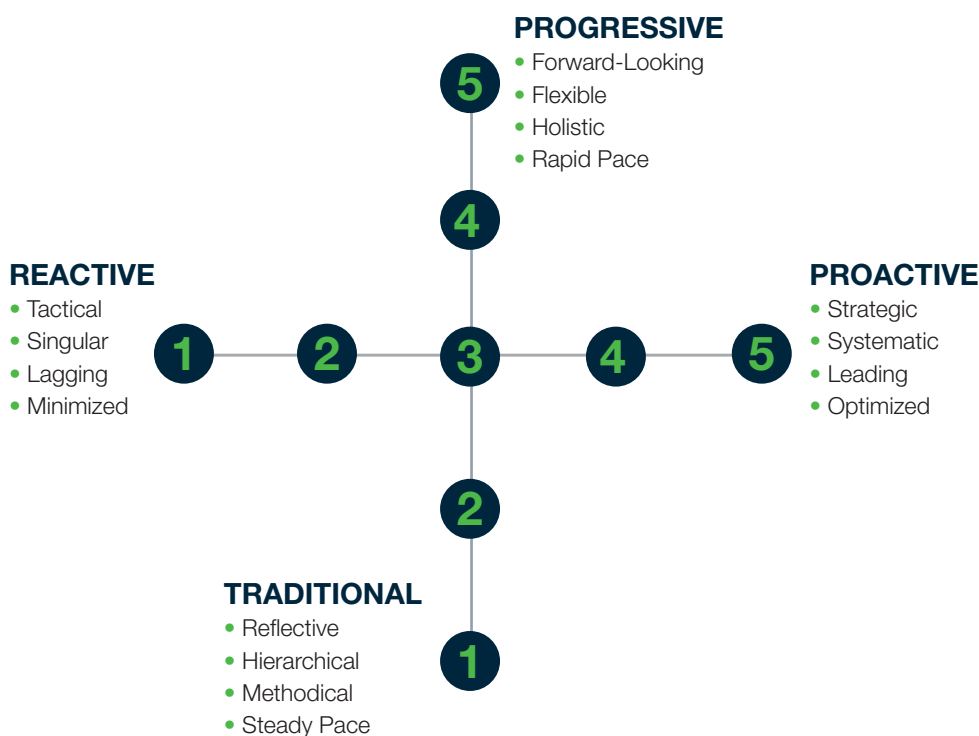 PROGRESSIVE
• Forward-Looking
• Flexible
• Holistic
• Rapid Pace
5
4
REACTIVE
• Tactical
• Singular
• Lagging
• Minimized
1 2 3 4 5
PROACTIVE
• Strategic
• Systematic
• Leading
• Optimized
2
TRADITIONAL
• Reflective
• Hierarchical
• Methodical
• Steady Pace
1